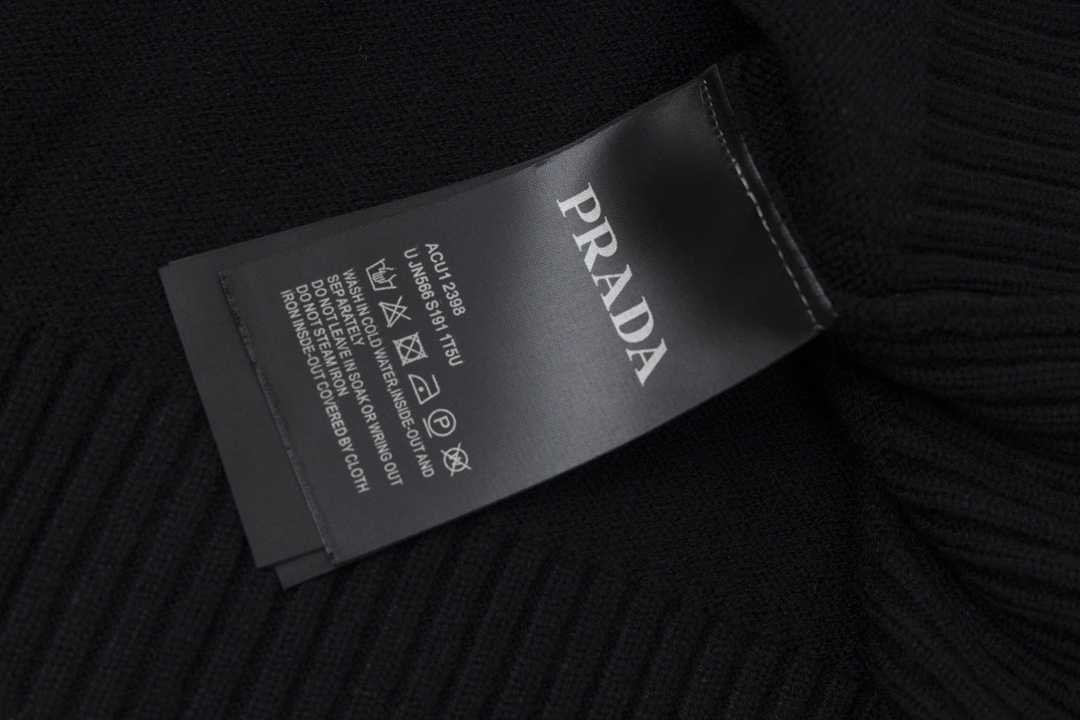 PRADA
ACU1 2398
U JN566 S191 1T5U
P
WASH IN COLD WATER,INSIDE-OUT AND
SEPARATELY
DO NOT LEAVE IN SOAK OR WRING OUT
DO NOT STEAM IRON
IRON INSDE-OUT COVERED BY CLOTH